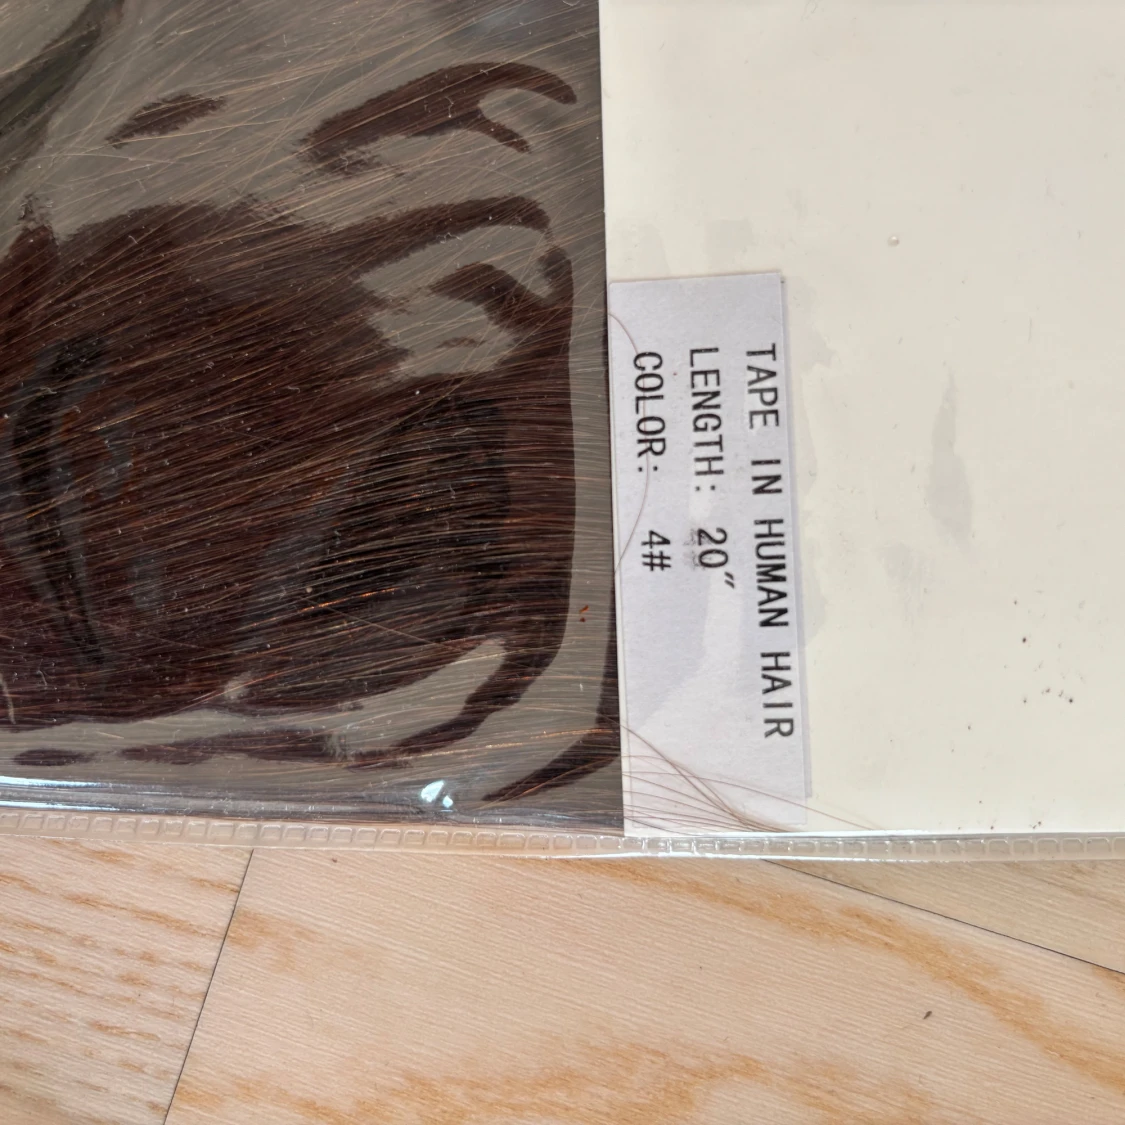 TAPE IN HUMAN HAIR
LENGTH: 20"
COLOR: 4#